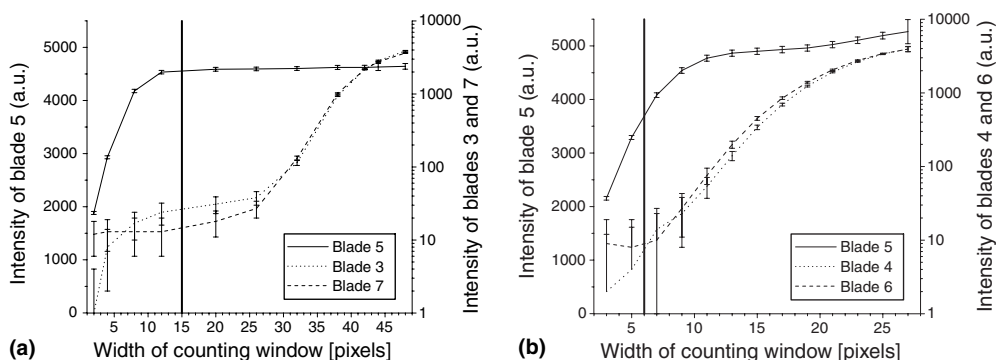 Intensity of blade 5 (a.u.)
5000
4000
3000
2000
1000
0
5 10 15 20 25 30 35 40 45
Width of counting window [pixels]
10000
1000
100
10
1
Intensity of blades 3 and 7 (a.u.)
Blade 5
Blade 3
Blade 7
(a)
Intensity of blade 5 (a.u.)
5000
4000
3000
2000
1000
0
5 10 15 20 25
Width of counting window [pixels]
10000
1000
100
10
1
Intensity of blades 4 and 6 (a.u.)
Blade 5
Blade 4
Blade 6
(b)